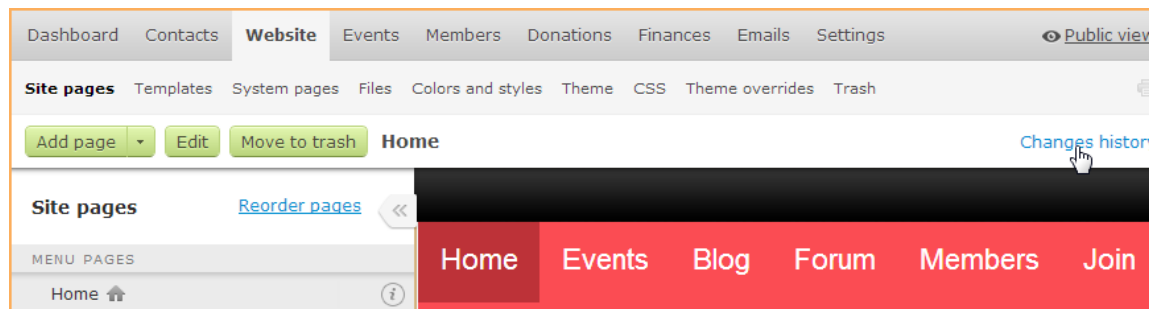 Dashboard Contacts Website Events Members Donations Finances Emails Settings Public view
Site pages Templates System pages Files Colors and styles Theme CSS Theme overrides Trash
Add page Edit Move to trash Home Changes history
Site pages Reorder pages «
MENU PAGES
Home i
Home Events Blog Forum Members Join